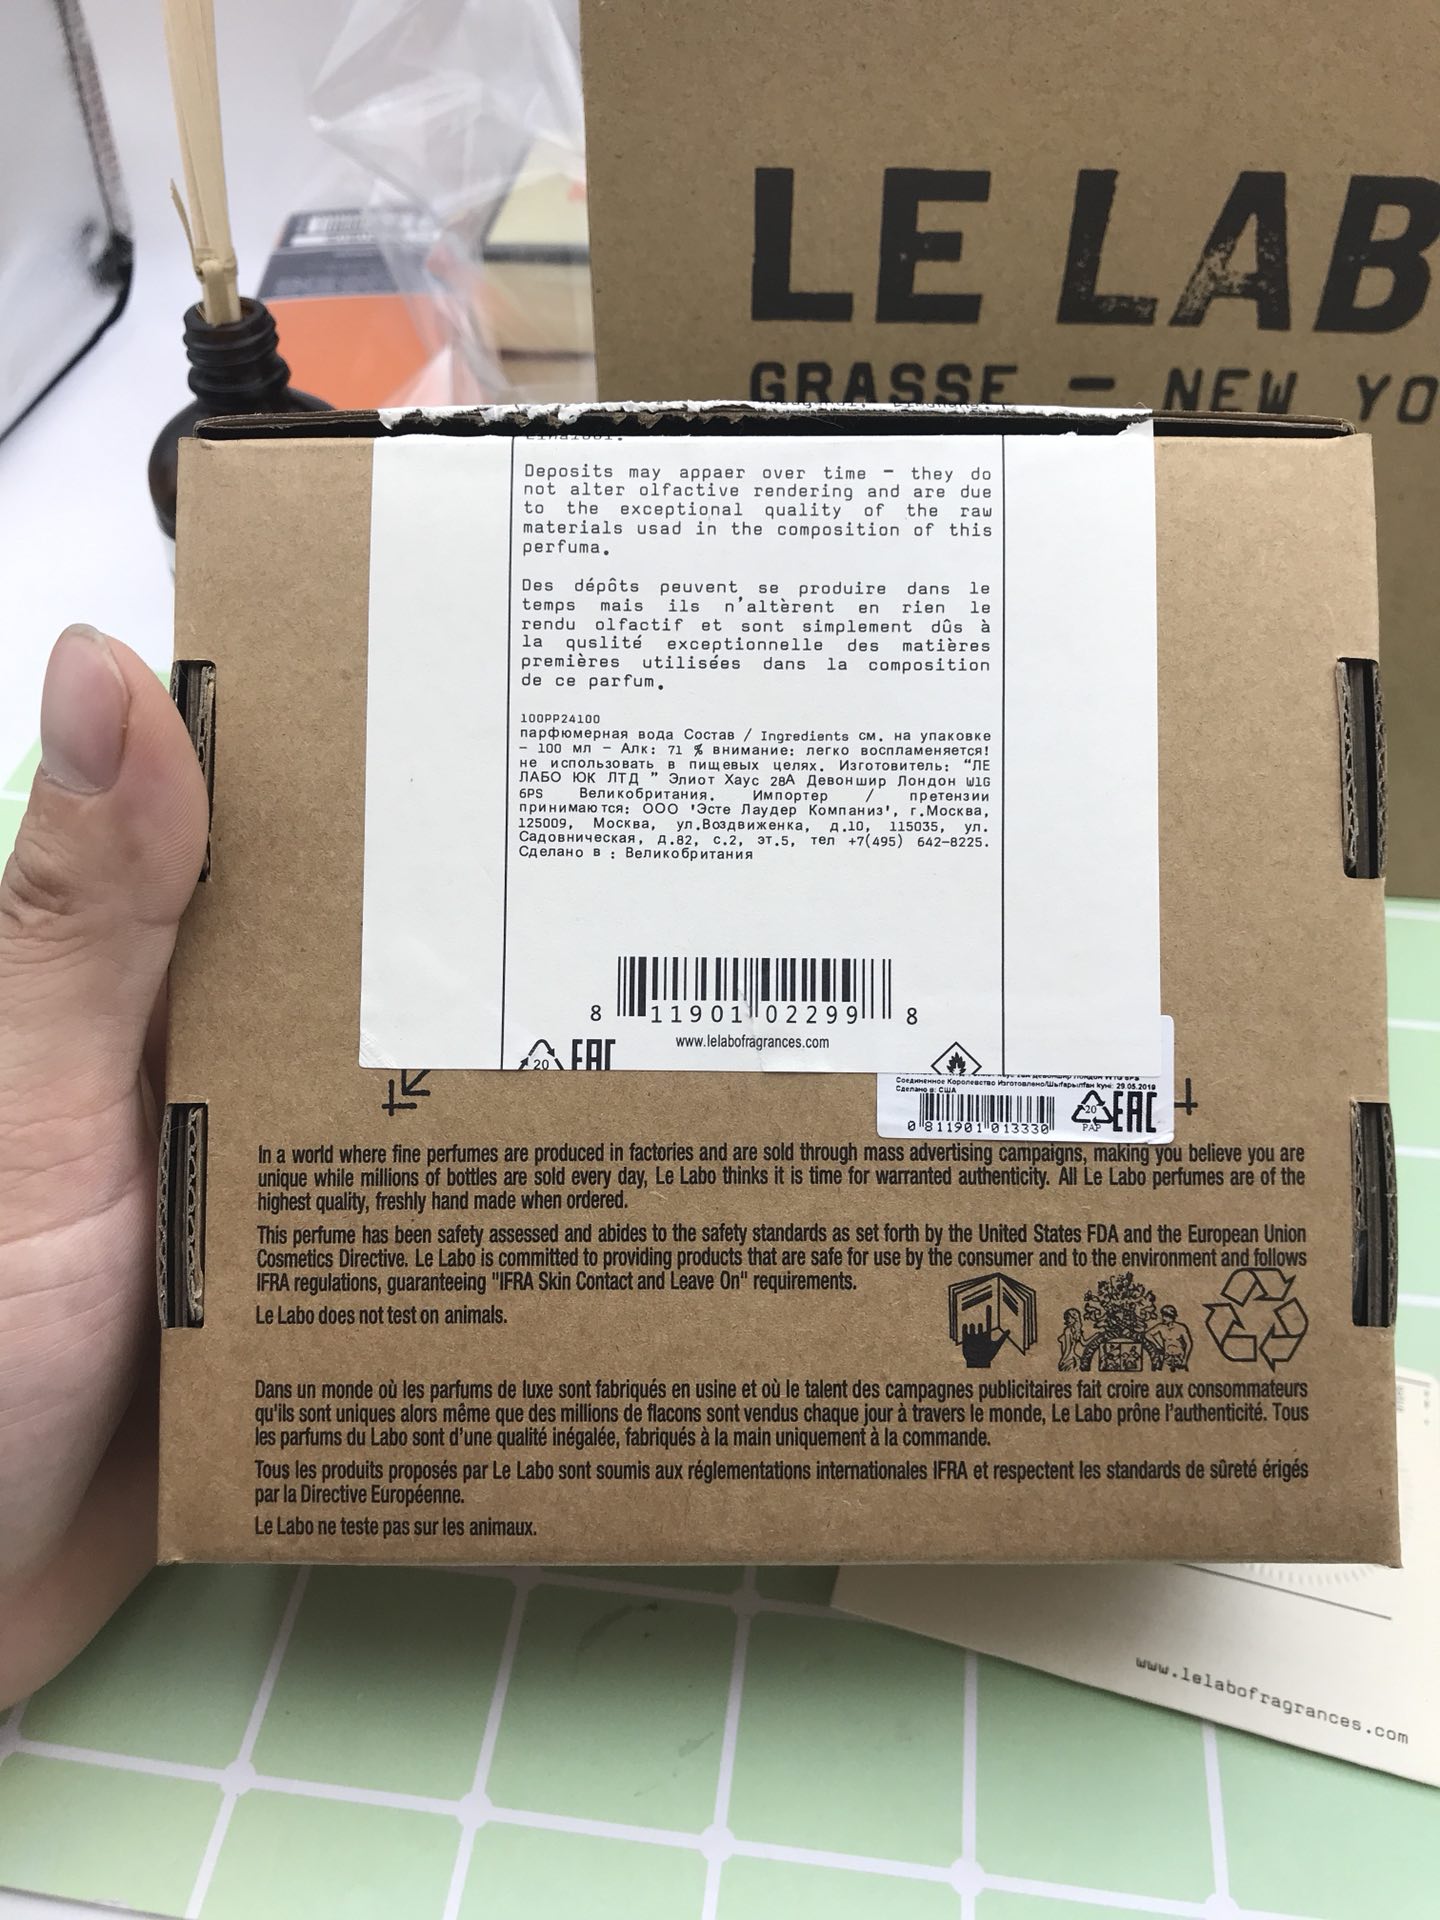 LE LAB
GRASSE — NEW YO
Linalool.
Deposits may appaer over time – they do
not alter olfactive rendering and are due
to the exceptional quality of the raw
materials usad in the composition of this
perfuma.
Des dépôts peuvent se produire dans le
temps mais ils n'altèrent en rien le
rendu olfactif et sont simplement dûs à
la quslité exceptionnelle des matières
premières utilisées dans la composition
de ce parfum.
100PP24100
парфюмерная вода Состав / Ingredients см. на упаковке
– 100 мл – Алк: 71 % внимание: легко воспламеняется!
не использовать в пищевых целях. Изготовитель: "ЛЕ
ЛАБО ЮК ЛТД " Элиот Хаус 28А Девоншир Лондон W1G
6PS Великобритания. Импортер / претензии
принимаются: ООО 'Эсте Лаудер Компаниз', г.Москва,
125009, Москва, ул.Воздвиженка, д.10, 115035, ул.
Садовническая, д.82, с.2, эт.5, тел +7(495) 642-8225.
Сделано в : Великобритания
8 11901 02299 8
www.lelabofragrances.com
20 EAC
Соединенное Королевство Изготовлено/Шығарылған күні: 29.05.2019
Сделано в: США
0 811901 013330
20 PAP EAC
In a world where fine perfumes are produced in factories and are sold through mass advertising campaigns, making you believe you are
unique while millions of bottles are sold every day, Le Labo thinks it is time for warranted authenticity. All Le Labo perfumes are of the
highest quality, freshly hand made when ordered.
This perfume has been safety assessed and abides to the safety standards as set forth by the United States FDA and the European Union
Cosmetics Directive. Le Labo is committed to providing products that are safe for use by the consumer and to the environment and follows
IFRA regulations, guaranteeing "IFRA Skin Contact and Leave On" requirements.
Le Labo does not test on animals.
Dans un monde où les parfums de luxe sont fabriqués en usine et où le talent des campagnes publicitaires fait croire aux consommateurs
qu'ils sont uniques alors même que des millions de flacons sont vendus chaque jour à travers le monde, Le Labo prône l'authenticité. Tous
les parfums du Labo sont d'une qualité inégalée, fabriqués à la main uniquement à la commande.
Tous les produits proposés par Le Labo sont soumis aux réglementations internationales IFRA et respectent les standards de sûreté érigés
par la Directive Européenne.
Le Labo ne teste pas sur les animaux.
www.lelabofragrances.com